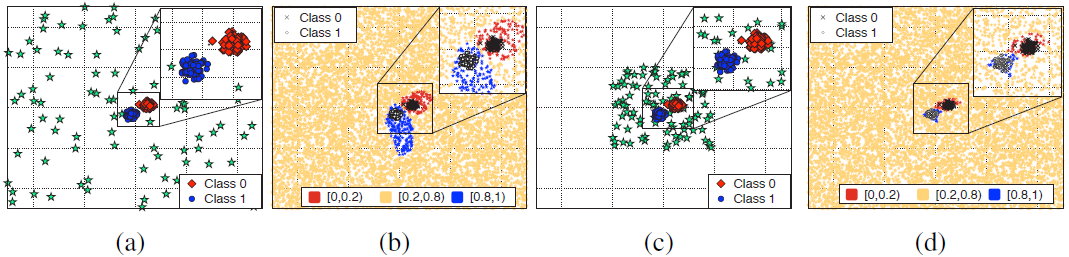 Class 0
Class 1
(a)
Class 0
Class 1
[0,0.2)
[0.2,0.8)
[0.8,1)
(b)
Class 0
Class 1
(c)
Class 0
Class 1
[0,0.2)
[0.2,0.8)
[0.8,1)
(d)